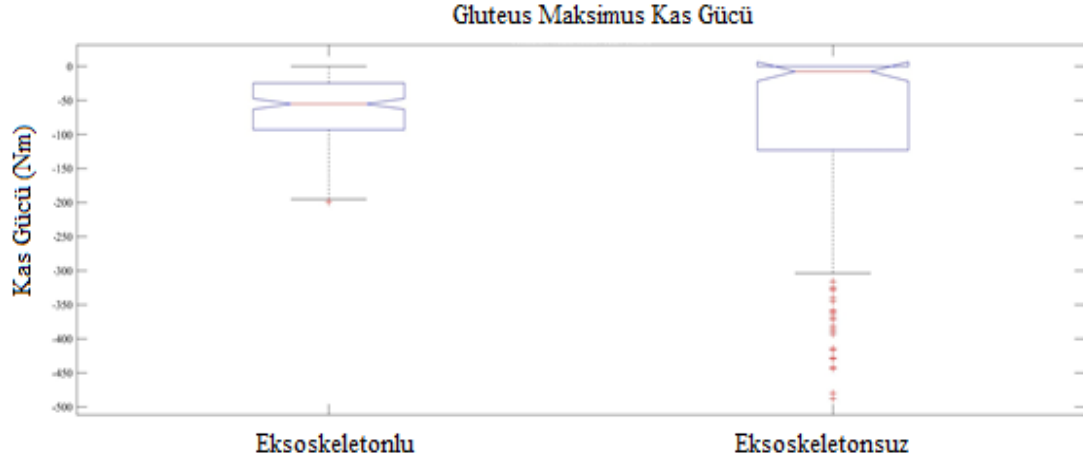 Gluteus Maksimus Kas Gücü
Kas Gücü (Nm)
0
-50
-100
-150
-200
-250
-300
-350
-400
-450
-500
Eksoskeletonlu
Eksoskeletonsuz